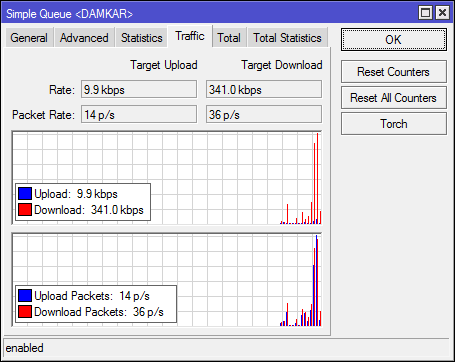 Simple Queue <DAMKAR>
General Advanced Statistics Traffic Total Total Statistics
OK
Reset Counters
Reset All Counters
Torch
Target Upload Target Download
Rate: 9.9 kbps 341.0 kbps
Packet Rate: 14 p/s 36 p/s
Upload: 9.9 kbps
Download: 341.0 kbps
Upload Packets: 14 p/s
Download Packets: 36 p/s
enabled